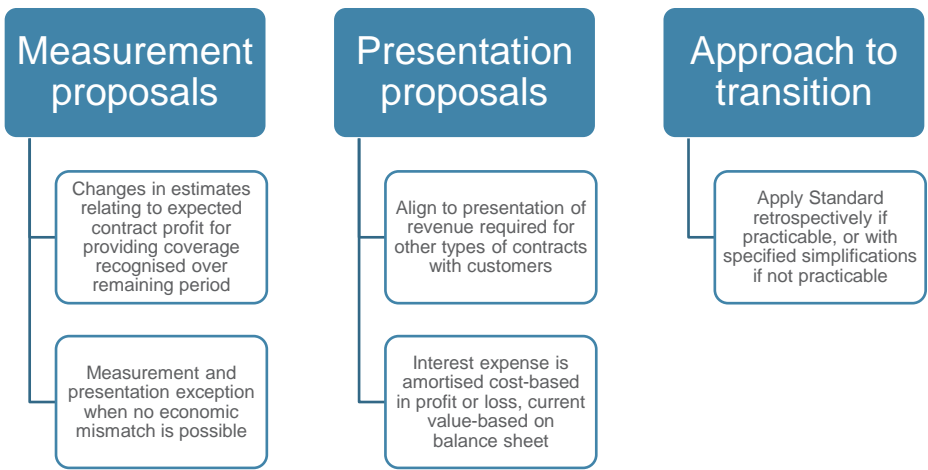 Measurement
proposals
Changes in estimates
relating to expected
contract profit for
providing coverage
recognised over
remaining period
Measurement and
presentation exception
when no economic
mismatch is possible
Presentation
proposals
Align to presentation of
revenue required for
other types of contracts
with customers
Interest expense is
amortised cost-based
in profit or loss, current
value-based on
balance sheet
Approach to
transition
Apply Standard
retrospectively if
practicable, or with
specified simplifications
if not practicable